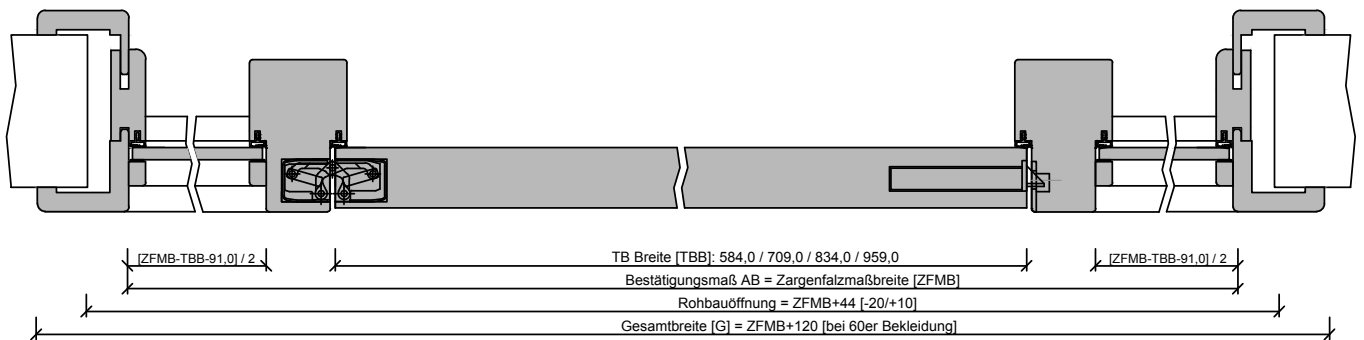 [ZFMB-TBB-91,0] / 2
TB Breite [TBB]: 584,0 / 709,0 / 834,0 / 959,0
[ZFMB-TBB-91,0] / 2
Bestätigungsmaß AB = Zargenfalzmaßbreite [ZFMB]
Rohbauöffnung = ZFMB+44 [-20/+10]
Gesamtbreite [G] = ZFMB+120 [bei 60er Bekleidung]